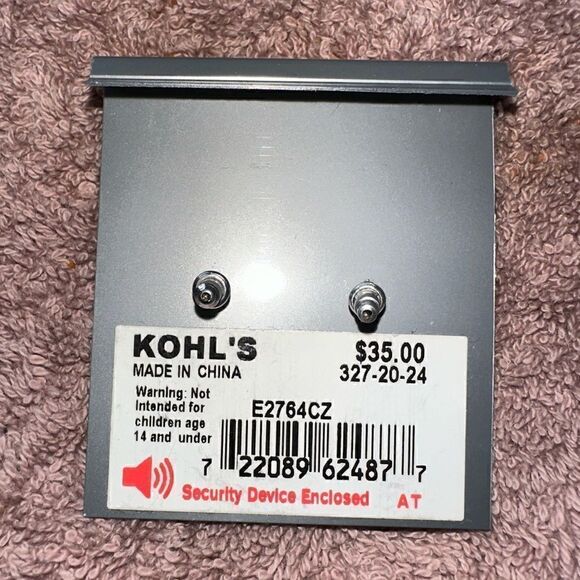 KOHL'S
$35.00
MADE IN CHINA
327-20-24
Warning: Not
intended for
children age
14 and under
E2764CZ
7 22089 62487 7
Security Device Enclosed
AT